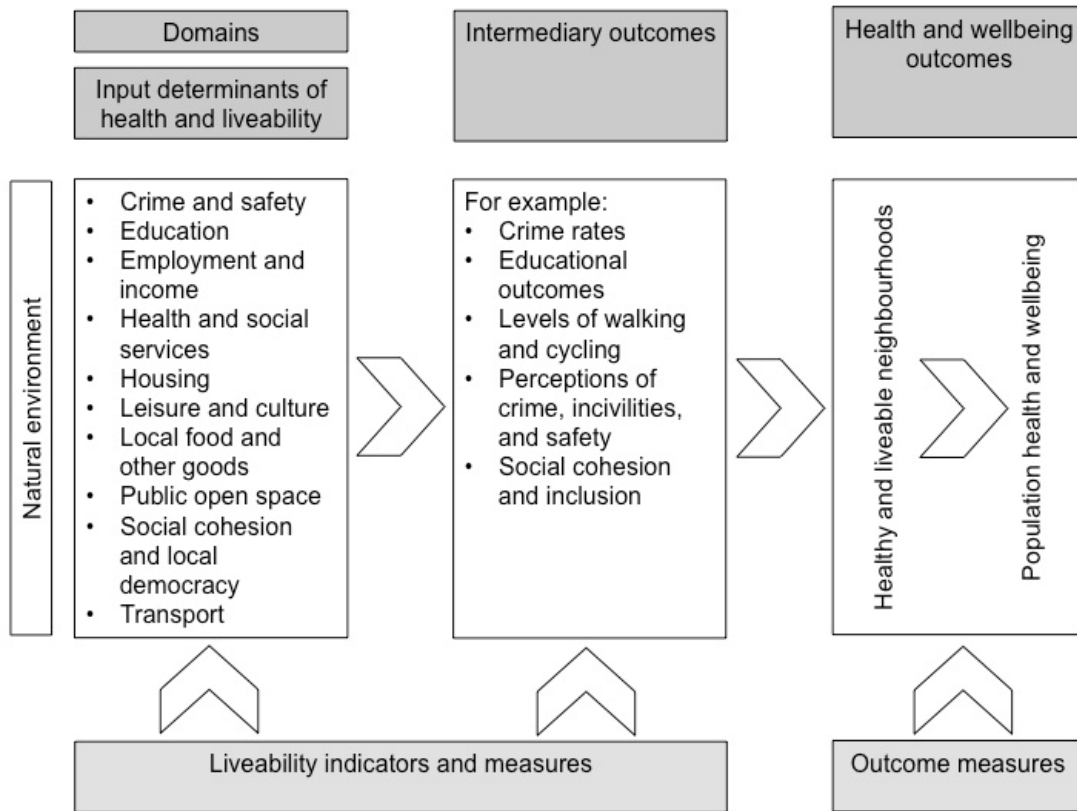 Domains
Input determinants of
health and liveability
Intermediary outcomes
Health and wellbeing
outcomes
Natural environment
• Crime and safety
• Education
• Employment and
income
• Health and social
services
• Housing
• Leisure and culture
• Local food and
other goods
• Public open space
• Social cohesion
and local
democracy
• Transport
For example:
• Crime rates
• Educational
outcomes
• Levels of walking
and cycling
• Perceptions of
crime, incivilities,
and safety
• Social cohesion
and inclusion
Healthy and liveable neighbourhoods
Population health and wellbeing
Liveability indicators and measures
Outcome measures